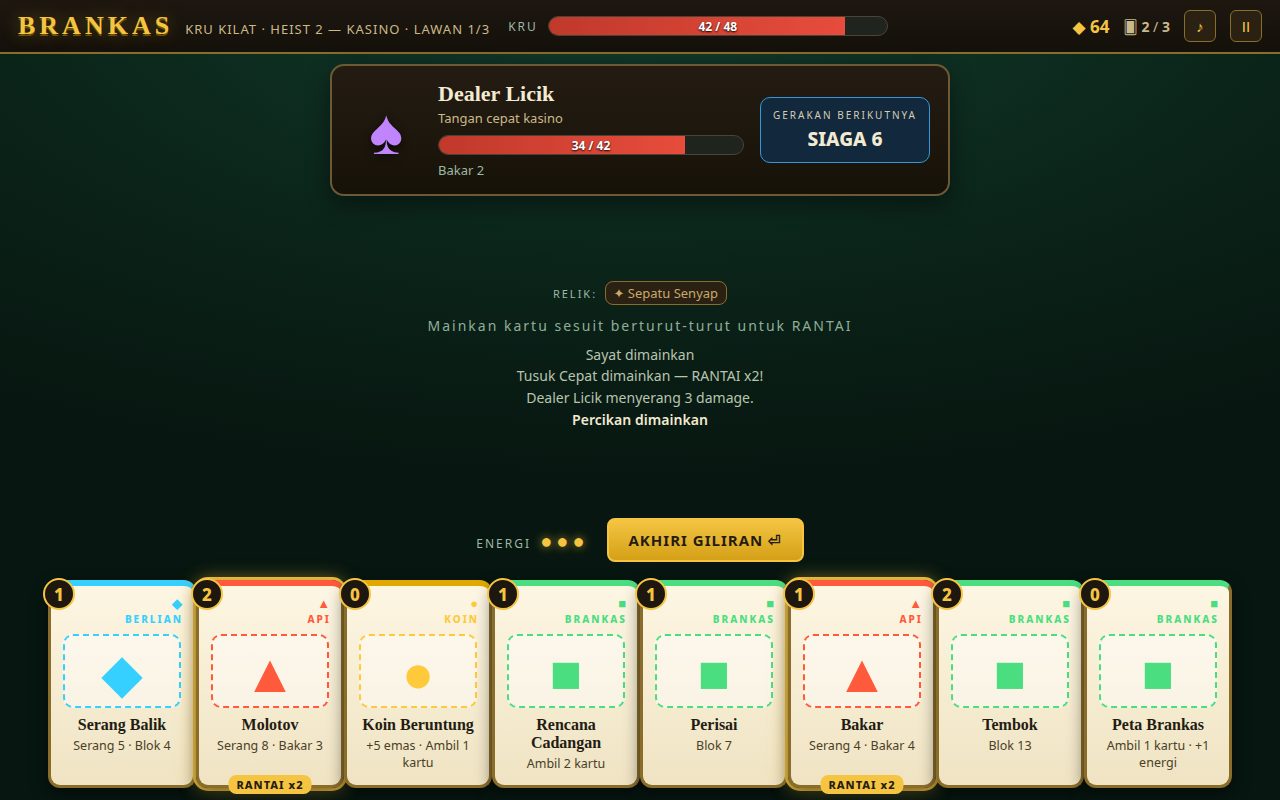 BRANKAS
KRU KILAT · HEIST 2 — KASINO · LAWAN 1/3
KRU
42 / 48
◆ 64
2 / 3
♪
II
Dealer Licik
Tangan cepat kasino
34 / 42
Bakar 2
GERAKAN BERIKUTNYA
SIAGA 6
RELIK:
✦ Sepatu Senyap
Mainkan kartu sesuit berturut-turut untuk RANTAI
Sayat dimainkan
Tusuk Cepat dimainkan — RANTAI x2!
Dealer Licik menyerang 3 damage.
Percikan dimainkan
ENERGI
AKHIRI GILIRAN ⏎
1
BERLIAN
Serang Balik
Serang 5 · Blok 4
2
API
Molotov
Serang 8 · Bakar 3
RANTAI x2
0
KOIN
Koin Beruntung
+5 emas · Ambil 1
kartu
1
BRANKAS
Rencana
Cadangan
Ambil 2 kartu
1
BRANKAS
Perisai
Blok 7
1
API
Bakar
Serang 4 · Bakar 4
RANTAI x2
2
BRANKAS
Tembok
Blok 13
0
BRANKAS
Peta Brankas
Ambil 1 kartu · +1
energi